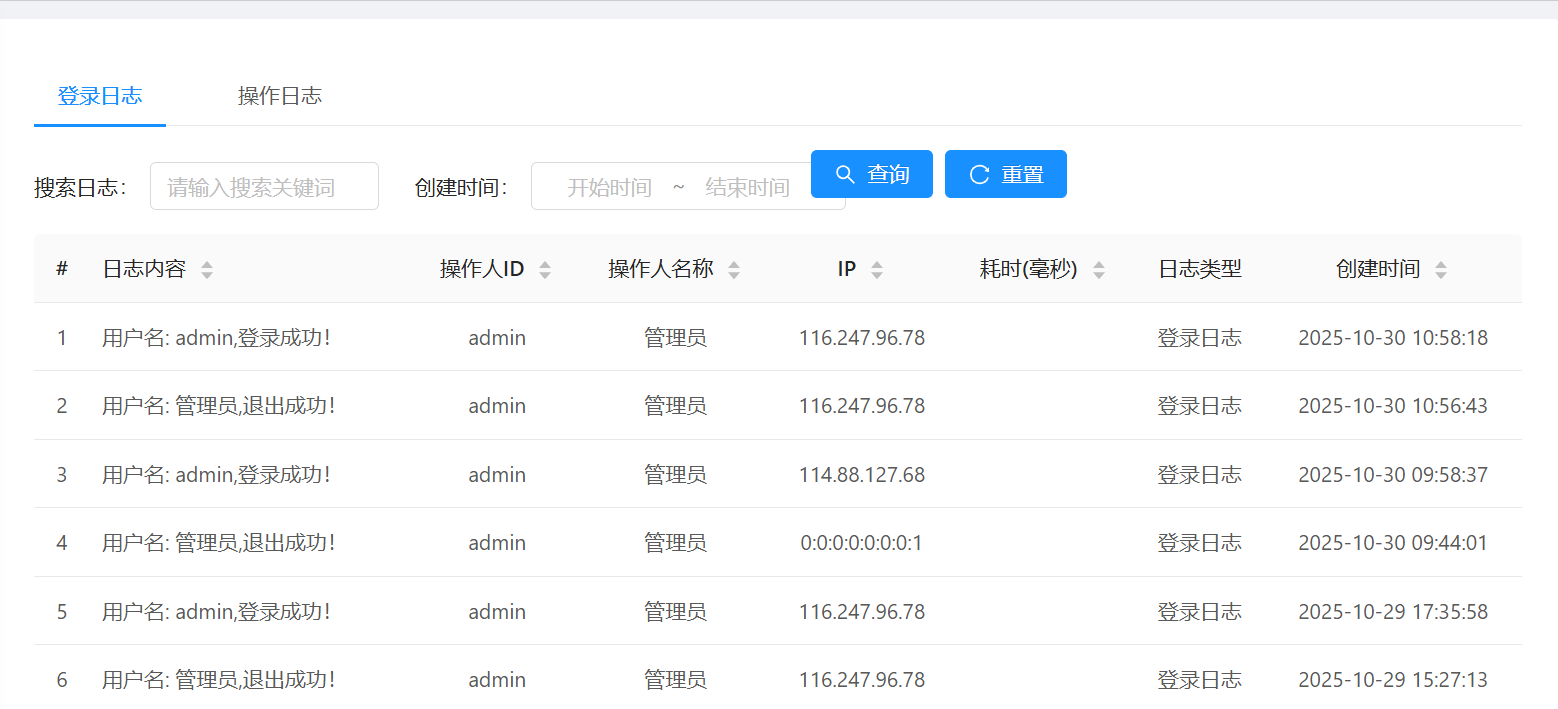 登录日志 操作日志
搜索日志: 请输入搜索关键词 创建时间: 开始时间 ~ 结束时间 查询 重置
# 日志内容 操作人ID 操作人名称 IP 耗时(毫秒) 日志类型 创建时间
1 用户名: admin,登录成功! admin 管理员 116.247.96.78 登录日志 2025-10-30 10:58:18
2 用户名: 管理员,退出成功! admin 管理员 116.247.96.78 登录日志 2025-10-30 10:56:43
3 用户名: admin,登录成功! admin 管理员 114.88.127.68 登录日志 2025-10-30 09:58:37
4 用户名: 管理员,退出成功! admin 管理员 0:0:0:0:0:0:0:1 登录日志 2025-10-30 09:44:01
5 用户名: admin,登录成功! admin 管理员 116.247.96.78 登录日志 2025-10-29 17:35:58
6 用户名: 管理员,退出成功! admin 管理员 116.247.96.78 登录日志 2025-10-29 15:27:13